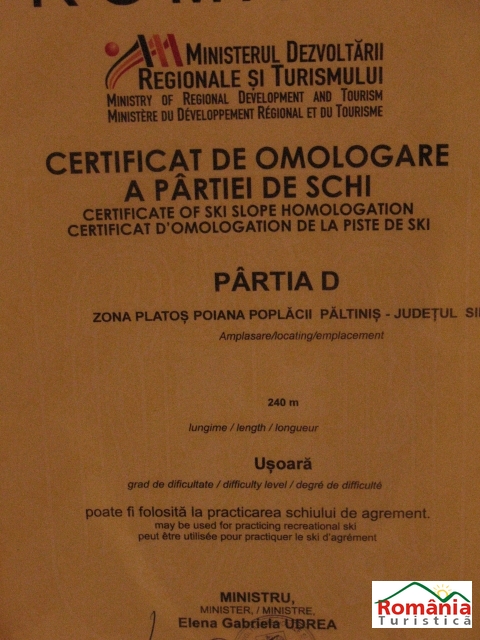 MINISTERUL DEZVOLTĂRII
REGIONALE ȘI TURISMULUI
MINISTRY OF REGIONAL DEVELOPMENT AND TOURISM
MINISTÈRE DU DÉVELOPPEMENT RÉGIONAL ET DU TOURISME
CERTIFICAT DE OMOLOGARE
A PÂRTIEI DE SCHI
CERTIFICATE OF SKI SLOPE HOMOLOGATION
CERTIFICAT D'OMOLOGATION DE LA PISTE DE SKI
PÂRTIA D
ZONA PLATOȘ POIANA POPLĂCII PĂLTINIȘ - JUDEȚUL
Amplasare/locating/emplacement
240 m
lungime / length / longueur
Ușoară
grad de dificultate / difficulty level / degré de difficulté
poate fi folosită la practicarea schiului de agrement.
may be used for practicing recreational ski
peut être utilisée pour practiquer le ski d'agrément
MINISTRU,
MINISTER, / MINISTRE,
Elena Gabriela UDREA
România
Turistică